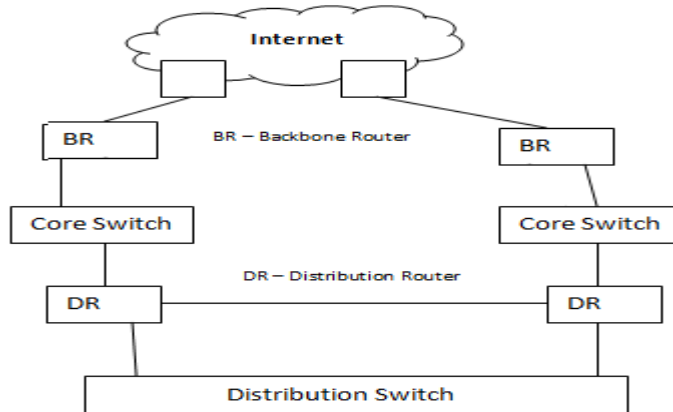 Internet
BR
BR – Backbone Router
BR
Core Switch
Core Switch
DR – Distribution Router
DR
DR
Distribution Switch